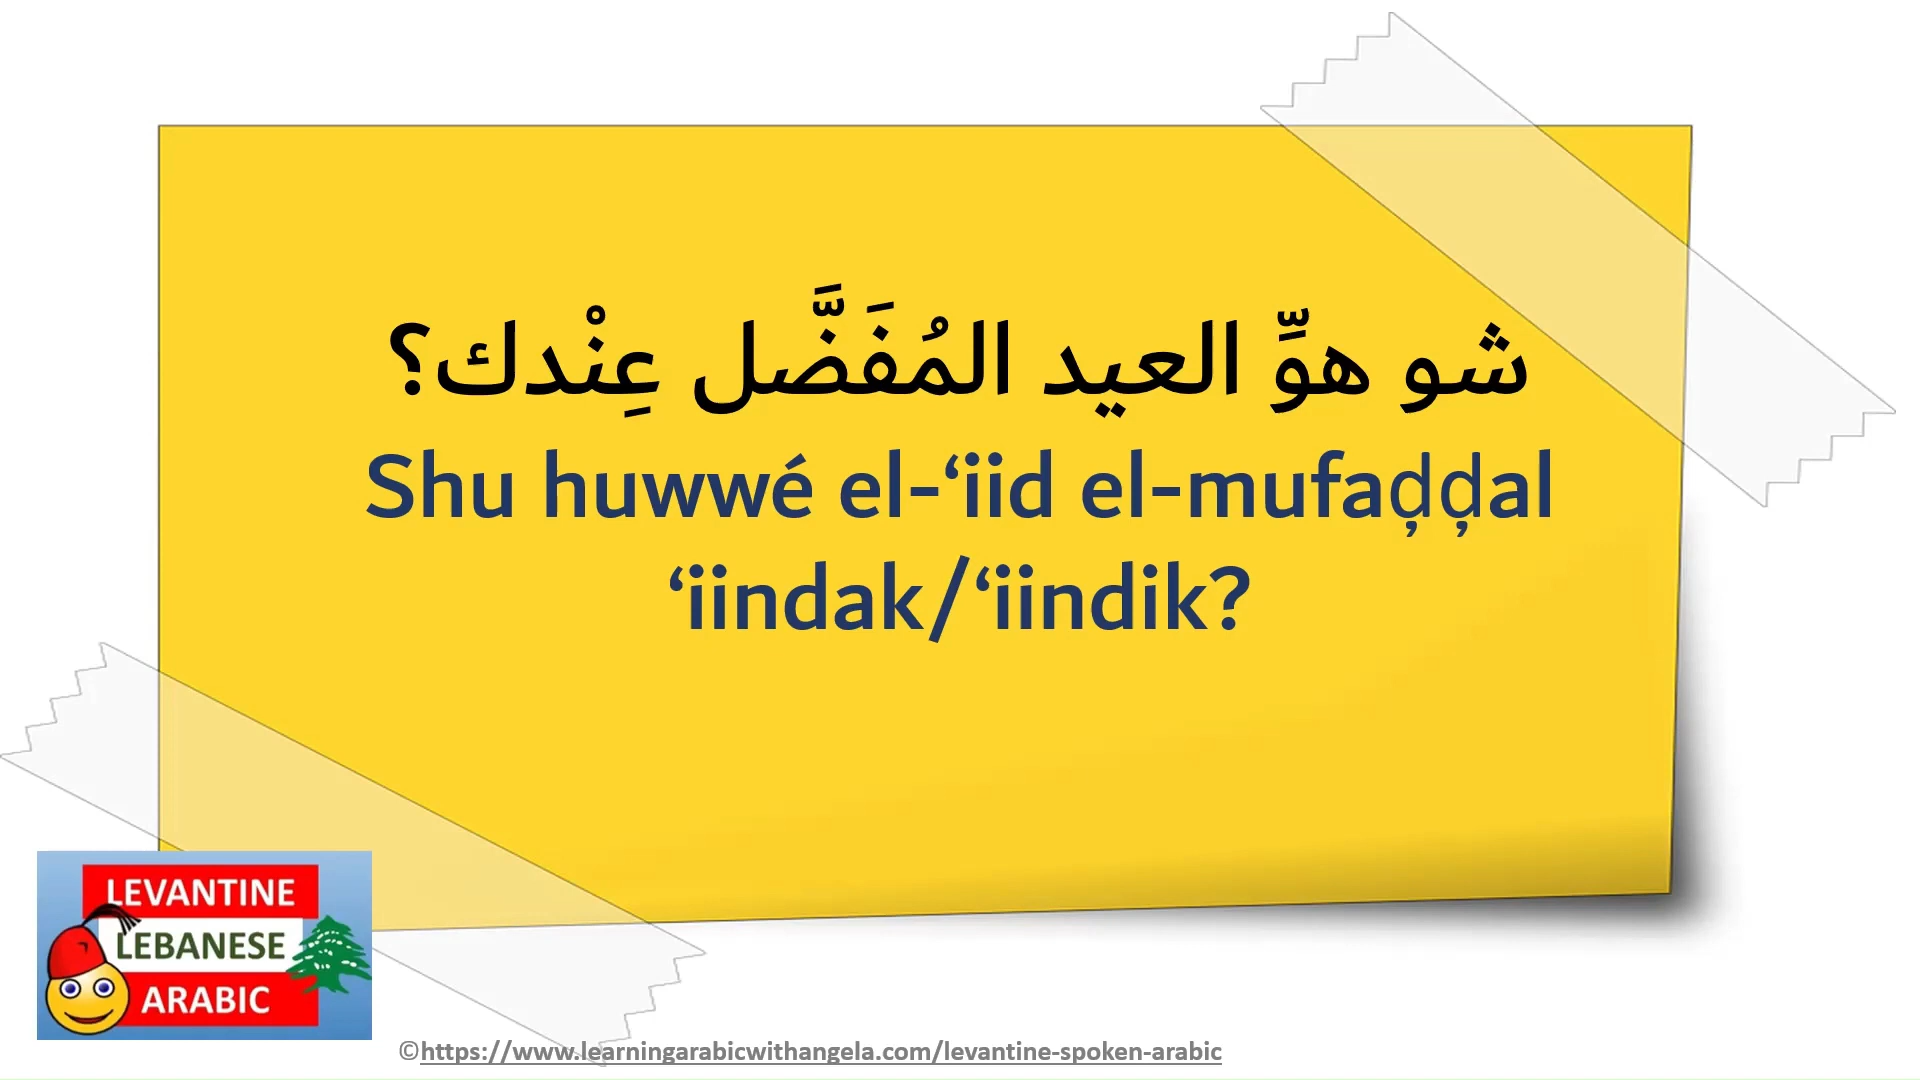 شو هوِّ العيد المُفَضَّل عِنْدك؟
Shu huwwé el-‘iid el-mufaḍḍal
‘iindak/‘iindik?
LEVANTINE
LEBANESE
ARABIC
©https://www.learningarabicwithangela.com/levantine-spoken-arabic